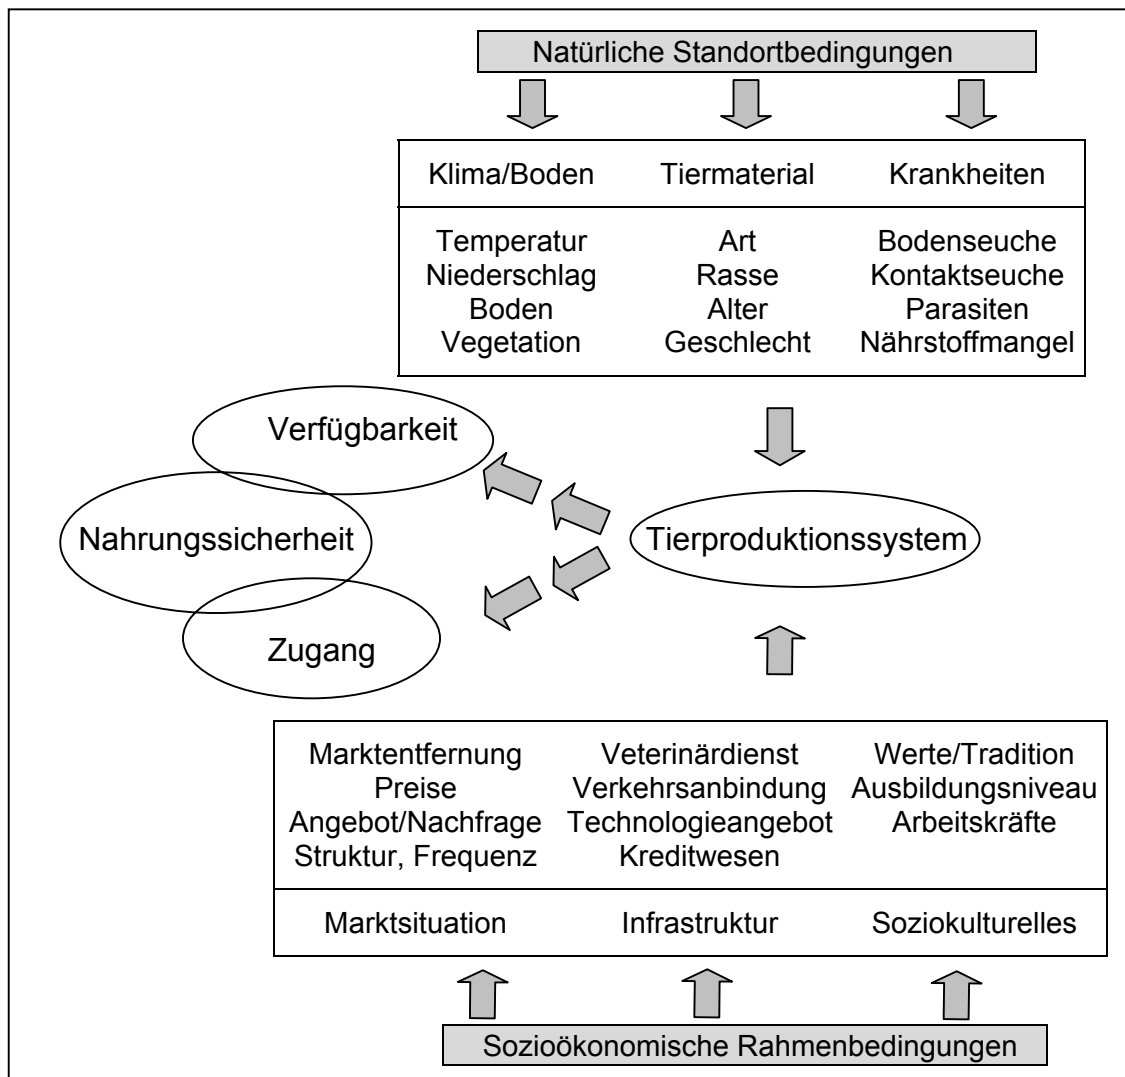 Natürliche Standortbedingungen
Klima/Boden Tiermaterial Krankheiten
Temperatur Art Bodenseuche
Niederschlag Rasse Kontaktseuche
Boden Alter Parasiten
Vegetation Geschlecht Nährstoffmangel
Verfügbarkeit
Nahrungssicherheit Tierproduktionssystem
Zugang
Marktentfernung Veterinärdienst Werte/Tradition
Preise Verkehrsanbindung Ausbildungsniveau
Angebot/Nachfrage Technologieangebot Arbeitskräfte
Struktur, Frequenz Kreditwesen
Marktsituation Infrastruktur Soziokulturelles
Sozioökonomische Rahmenbedingungen